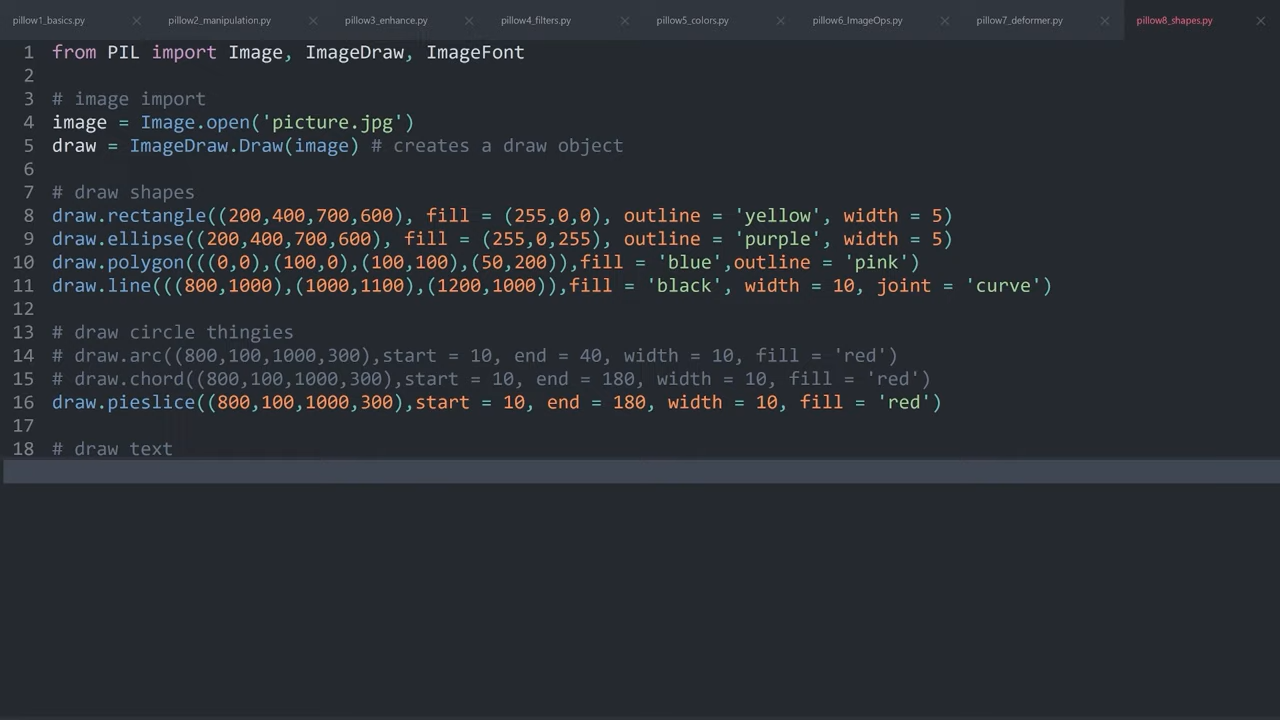 pillow1_basics.py pillow2_manipulation.py pillow3_enhance.py pillow4_filters.py pillow5_colors.py pillow6_ImageOps.py pillow7_deformer.py pillow8_shapes.py
1 from PIL import Image, ImageDraw, ImageFont
2
3 # image import
4 image = Image.open('picture.jpg')
5 draw = ImageDraw.Draw(image) # creates a draw object
6
7 # draw shapes
8 draw.rectangle((200,400,700,600), fill = (255,0,0), outline = 'yellow', width = 5)
9 draw.ellipse((200,400,700,600), fill = (255,0,255), outline = 'purple', width = 5)
10 draw.polygon(((0,0),(100,0),(100,100),(50,200)),fill = 'blue',outline = 'pink')
11 draw.line(((800,1000),(1000,1100),(1200,1000)),fill = 'black', width = 10, joint = 'curve')
12
13 # draw circle thingies
14 # draw.arc((800,100,1000,300),start = 10, end = 40, width = 10, fill = 'red')
15 # draw.chord((800,100,1000,300),start = 10, end = 180, width = 10, fill = 'red')
16 draw.pieslice((800,100,1000,300),start = 10, end = 180, width = 10, fill = 'red')
17
18 # draw text